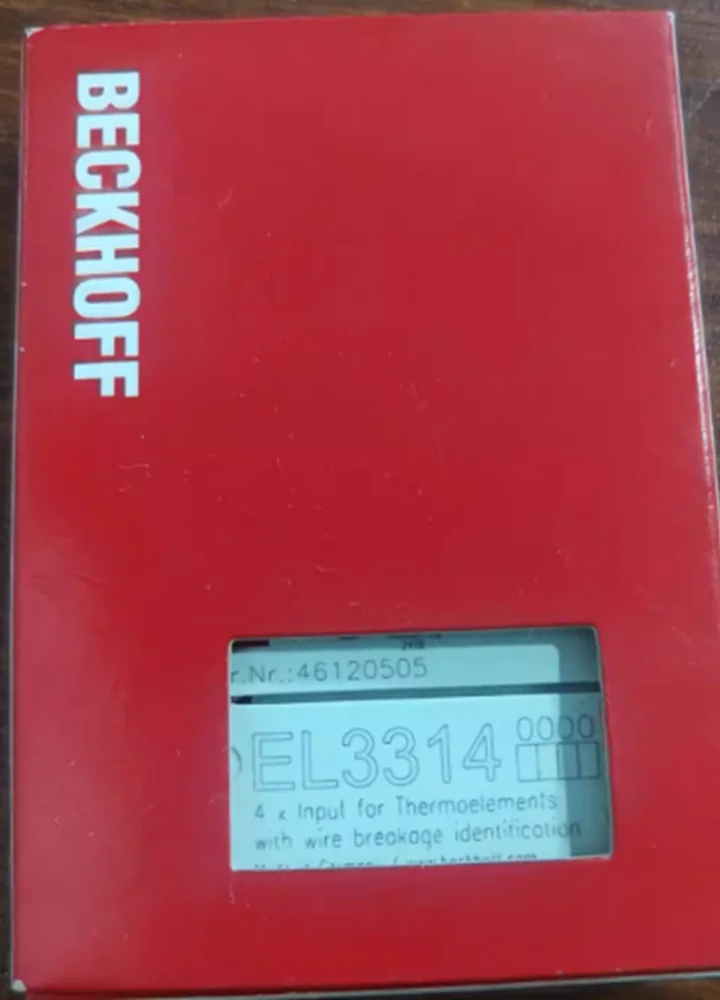 BECKHOFF
r.Nr.:46120505
EL3314 0000
4 x Input for Thermoelements
with wire breakage identification